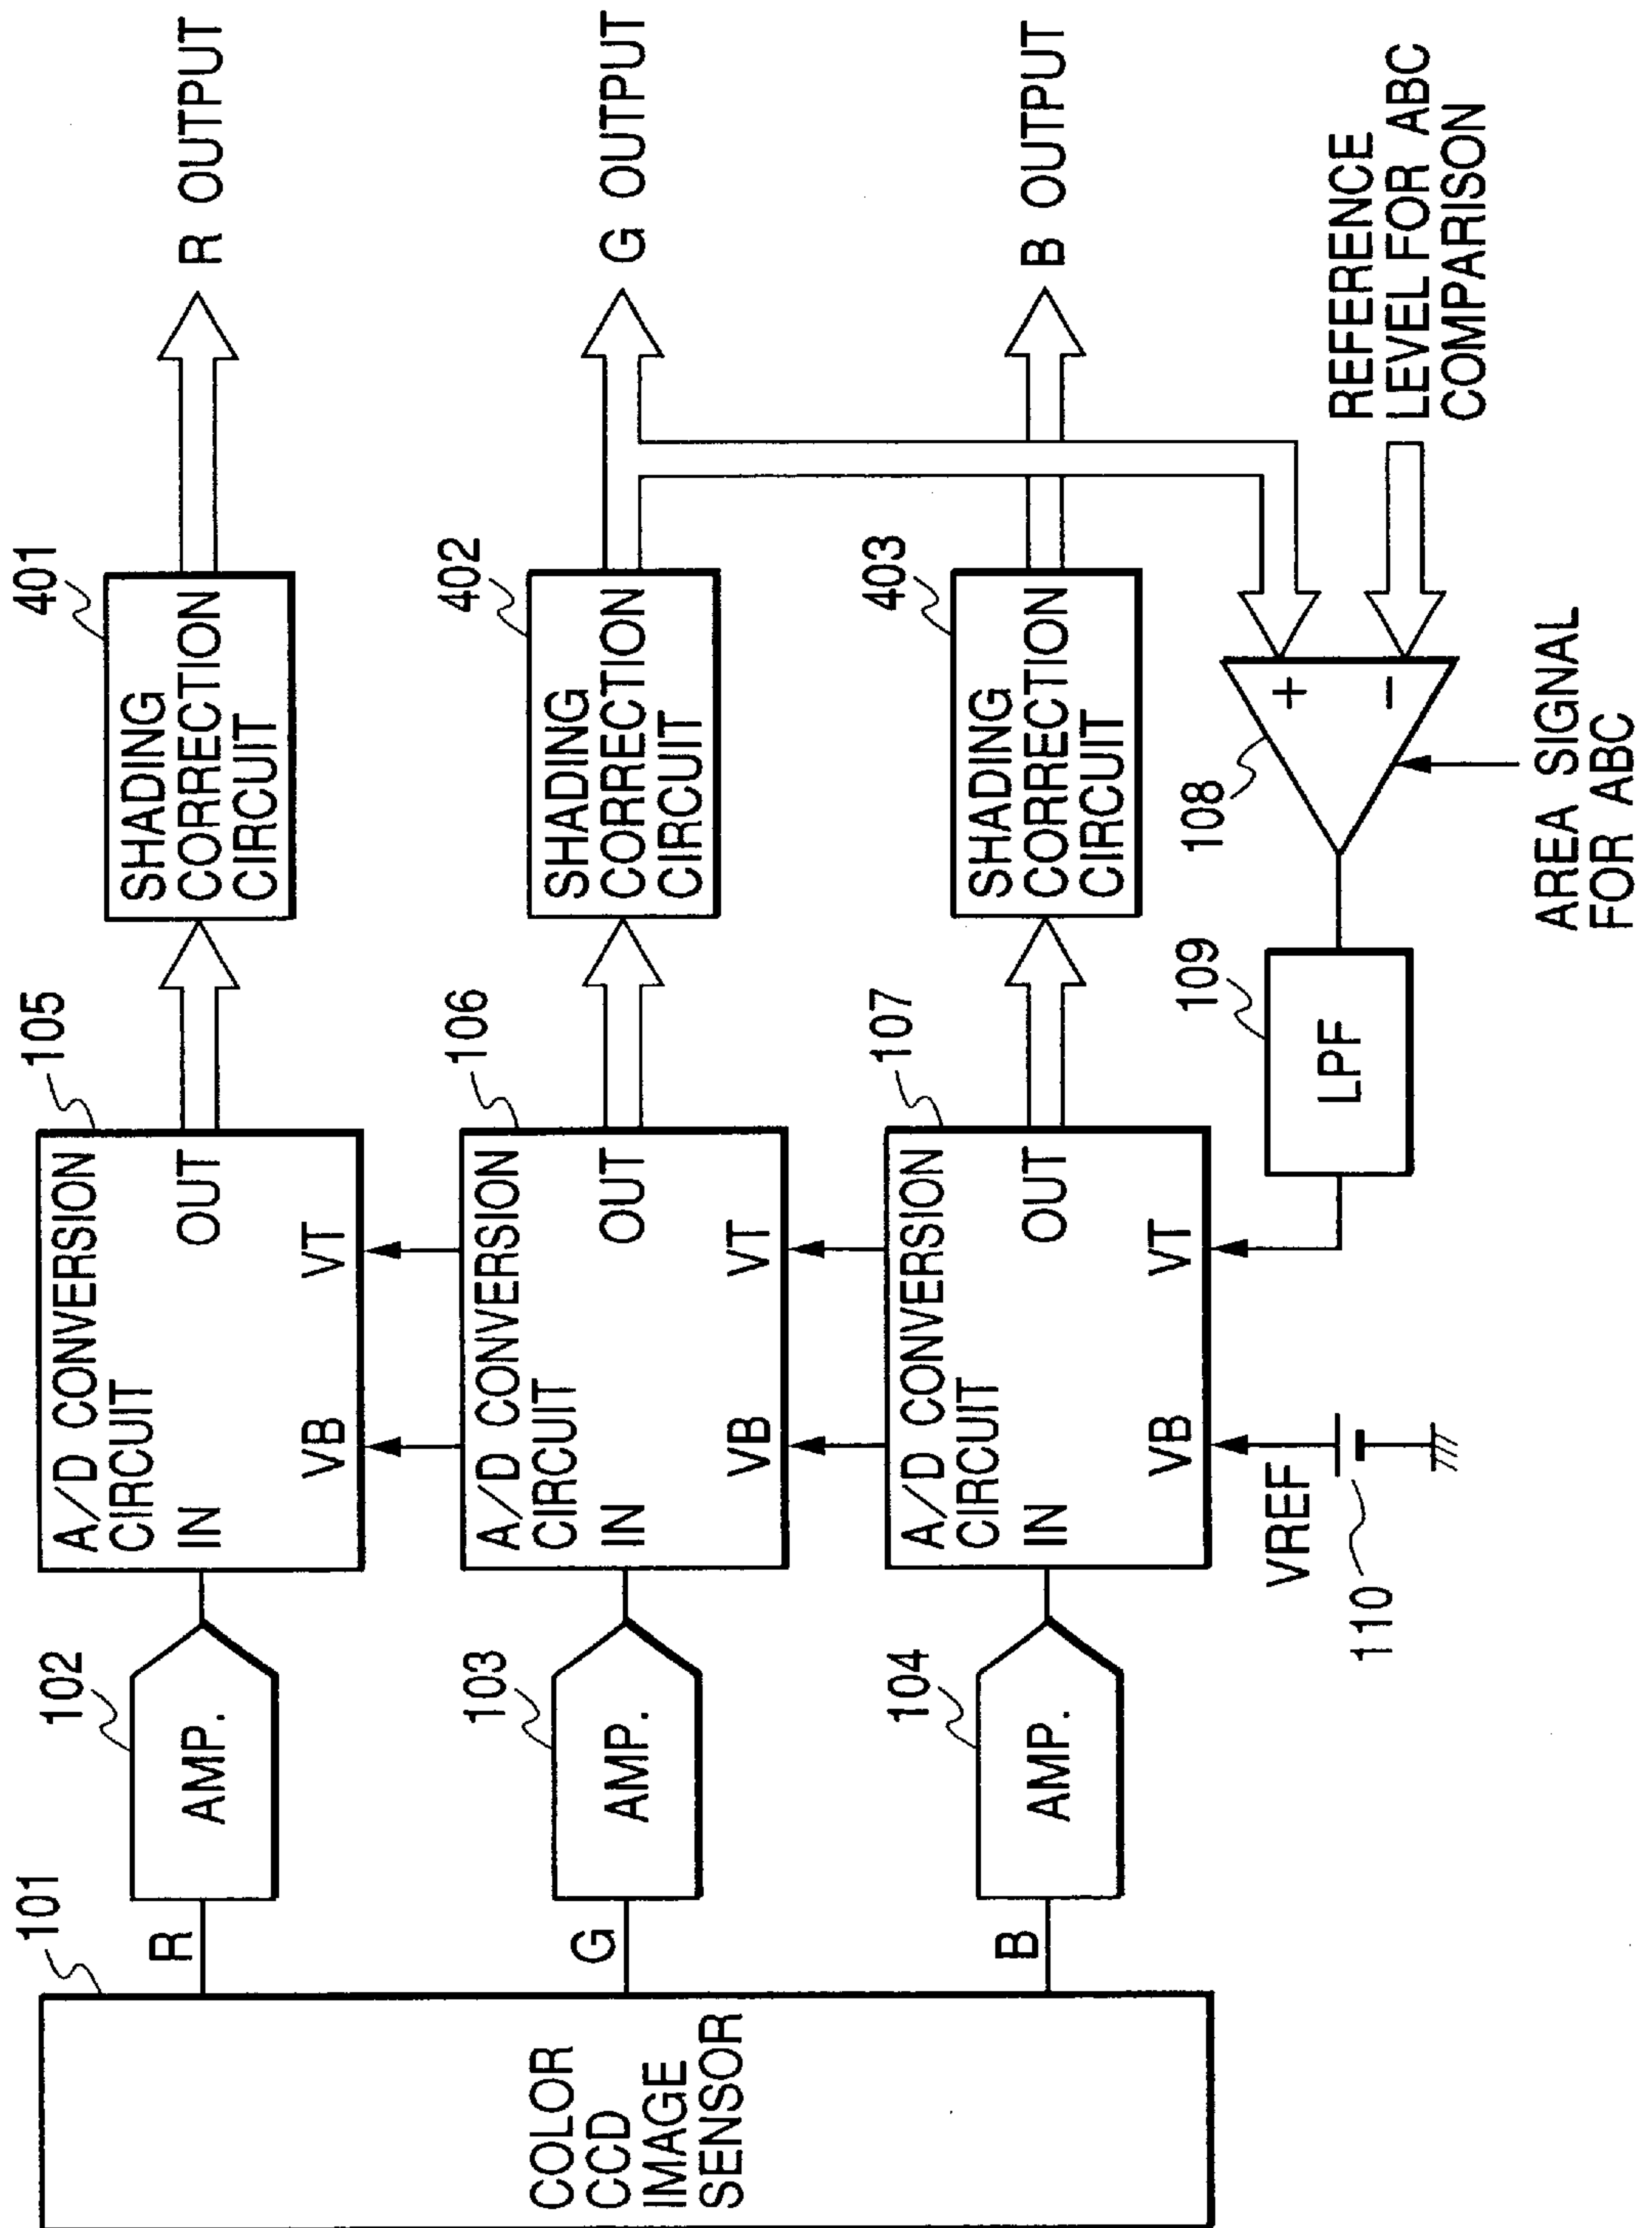 101
COLOR
CCD
IMAGE
SENSOR
R
102
AMP.
105
A/D CONVERSION
CIRCUIT
IN
OUT
VB
VT
401
SHADING
CORRECTION
CIRCUIT
R OUTPUT
G
103
AMP.
106
A/D CONVERSION
CIRCUIT
IN
OUT
VB
VT
402
SHADING
CORRECTION
CIRCUIT
G OUTPUT
B
104
AMP.
107
A/D CONVERSION
CIRCUIT
IN
OUT
VB
VT
403
SHADING
CORRECTION
CIRCUIT
B OUTPUT
VREF
110
109
LPF
108
+
−
REFERENCE
LEVEL FOR ABC
COMPARISON
AREA SIGNAL
FOR ABC